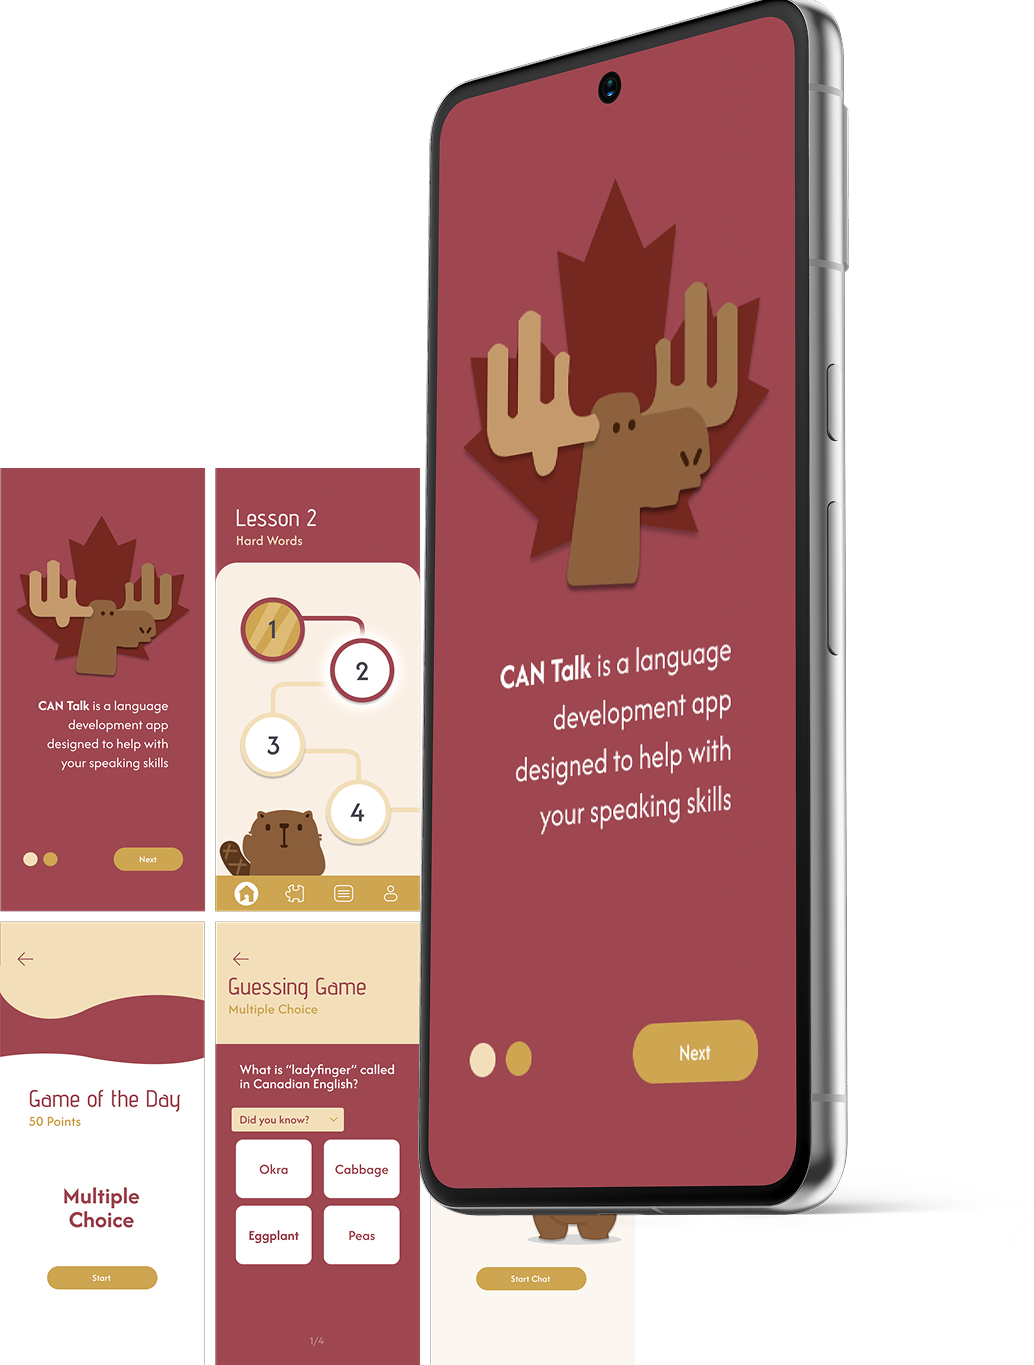 CAN Talk is a language
development app
designed to help with
your speaking skills
Next
CAN Talk is a language
development app
designed to help with
your speaking skills
Next
Lesson 2
Hard Words
1
2
3
4
Game of the Day
50 Points
Multiple
Choice
Start
Guessing Game
Multiple Choice
What is “ladyfinger” called
in Canadian English?
Did you know?
Okra
Cabbage
Eggplant
Peas
1/4
Start Chat